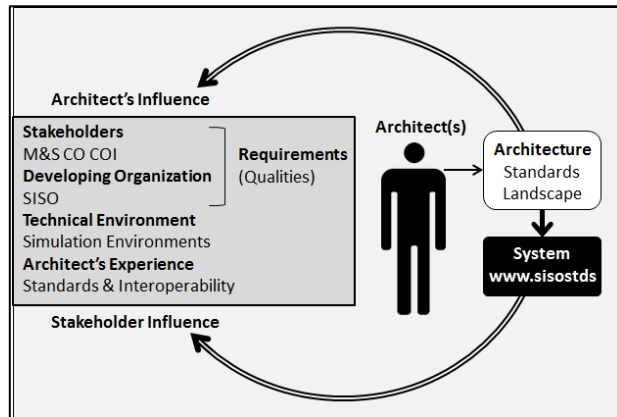 Architect's Influence
Stakeholders
M&S CO COI
Developing Organization
SISO
Requirements
(Qualities)
Technical Environment
Simulation Environments
Architect's Experience
Standards & Interoperability
Stakeholder Influence
Architect(s)
Architecture
Standards
Landscape
System
www.sisostds